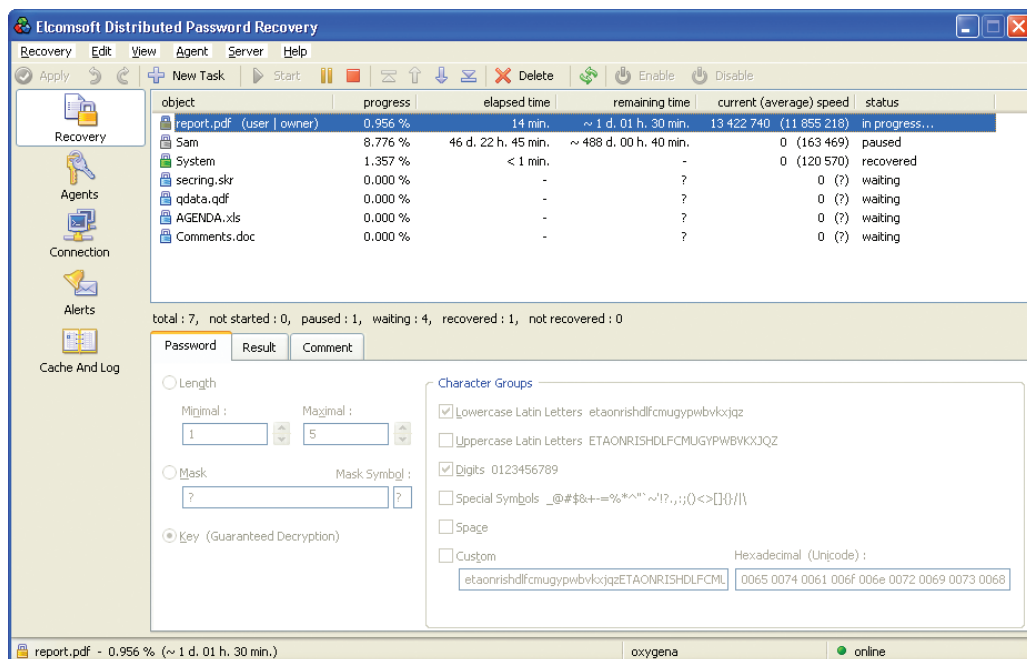 Elcomsoft Distributed Password Recovery
Recovery Edit View Agent Server Help
Apply New Task Start Delete Enable Disable
object progress elapsed time remaining time current (average) speed status
report.pdf (user | owner) 0.956 % 14 min. ~ 1 d. 01 h. 30 min. 13 422 740 (11 855 218) in progress...
Sam 8.776 % 46 d. 22 h. 45 min. ~ 488 d. 00 h. 40 min. 0 (163 469) paused
System 1.357 % < 1 min. - 0 (120 570) recovered
secring.skr 0.000 % - ? 0 (?) waiting
qdata.qdf 0.000 % - ? 0 (?) waiting
AGENDA.xls 0.000 % - ? 0 (?) waiting
Comments.doc 0.000 % - ? 0 (?) waiting
Recovery
Agents
Connection
Alerts
Cache And Log
total : 7, not started : 0, paused : 1, waiting : 4, recovered : 1, not recovered : 0
Password Result Comment
Length
Minimal : Maximal :
1 5
Mask Mask Symbol :
? ?
Key (Guaranteed Decryption)
Character Groups
Lowercase Latin Letters etaonrishdlfcmugypwbvkxjqz
Uppercase Latin Letters ETAONRISHDLFCMUGYPWBVKXJQZ
Digits 0123456789
Special Symbols _@#$&+-=%*^"`~'!?.,:;()<>[]{}/|\
Space
Custom Hexadecimal (Unicode) :
etaonrishdlfcmugypwbvkxjqzETAONRISHDLFCMU 0065 0074 0061 006f 006e 0072 0069 0073 0068
report.pdf - 0.956 % (~ 1 d. 01 h. 30 min.) oxygena online